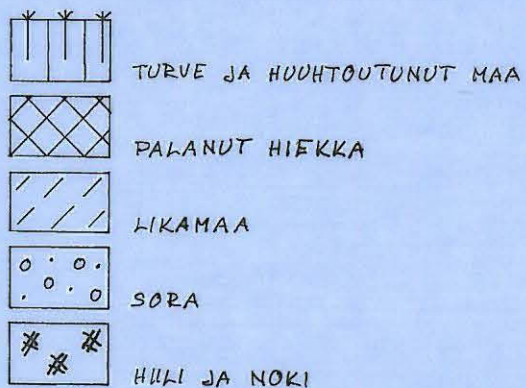 TURVE JA HUUHTOUTUNUT MAA
PALANUT HIEKKA
LIKAMAA
SORA
HIILI JA NOKI